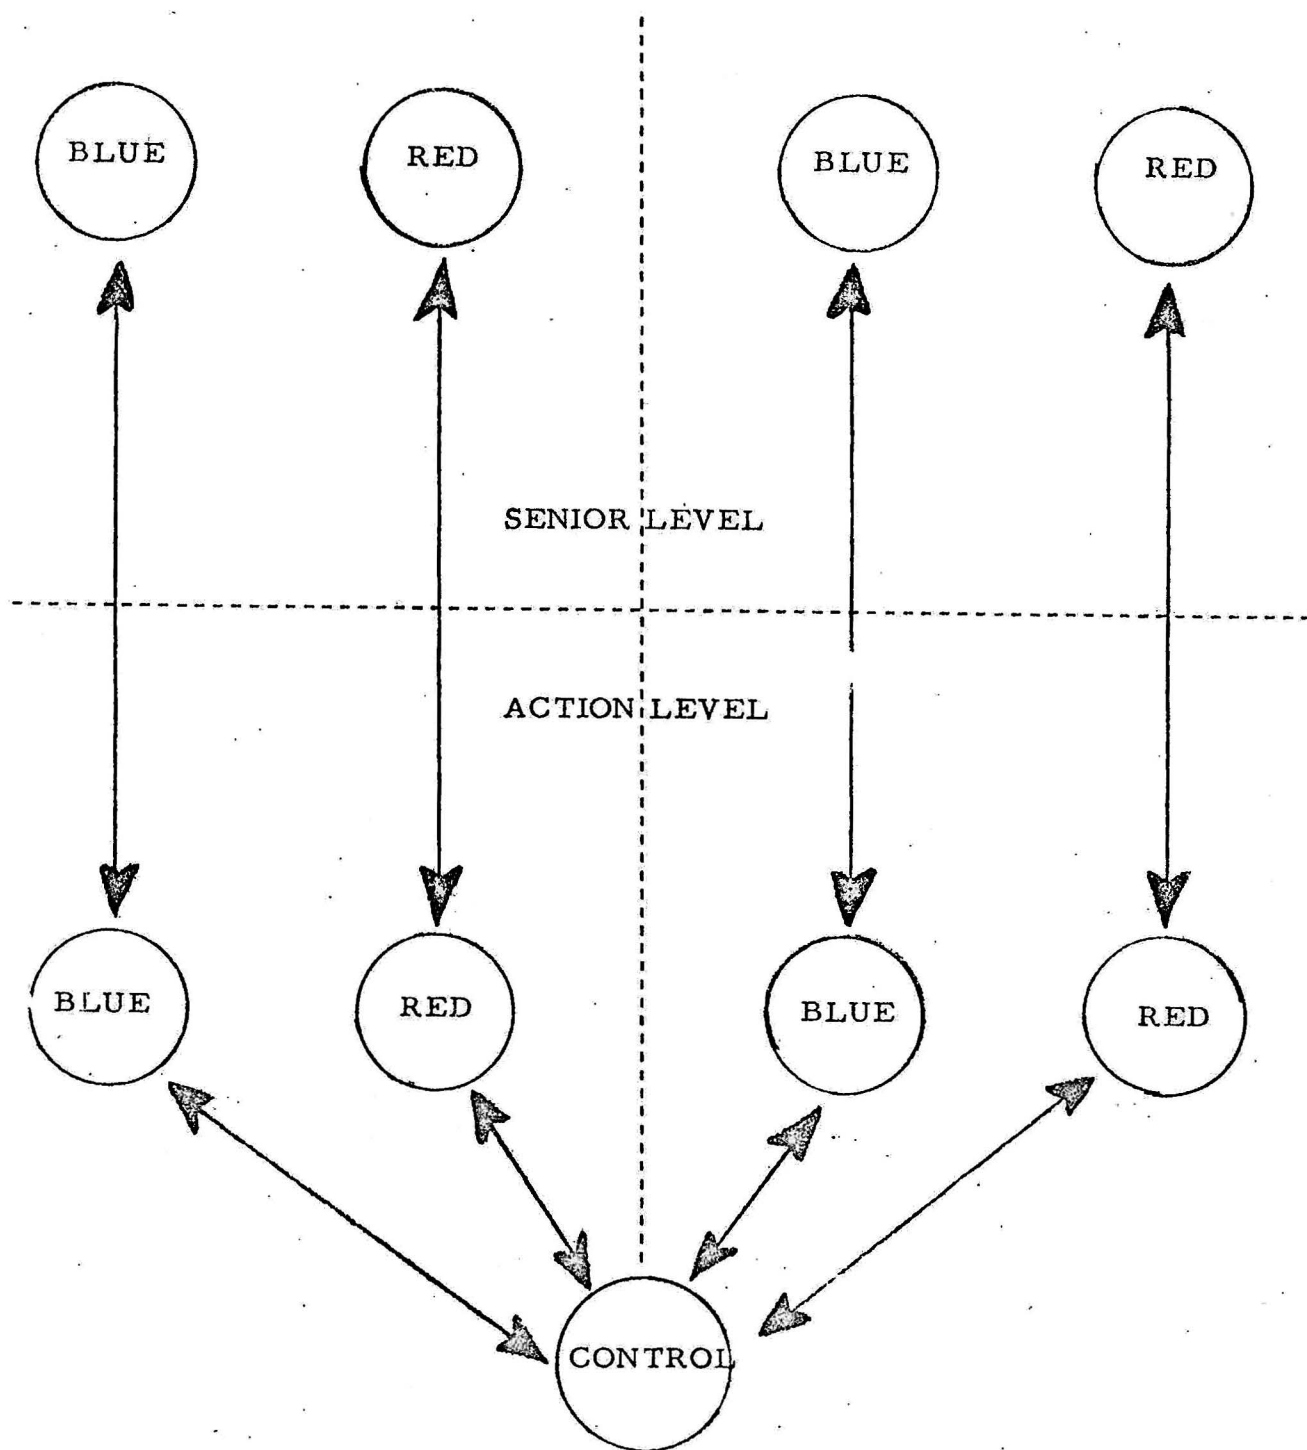 BLUE
RED
BLUE
RED
SENIOR LEVEL
ACTION LEVEL
BLUE
RED
BLUE
RED
CONTROL